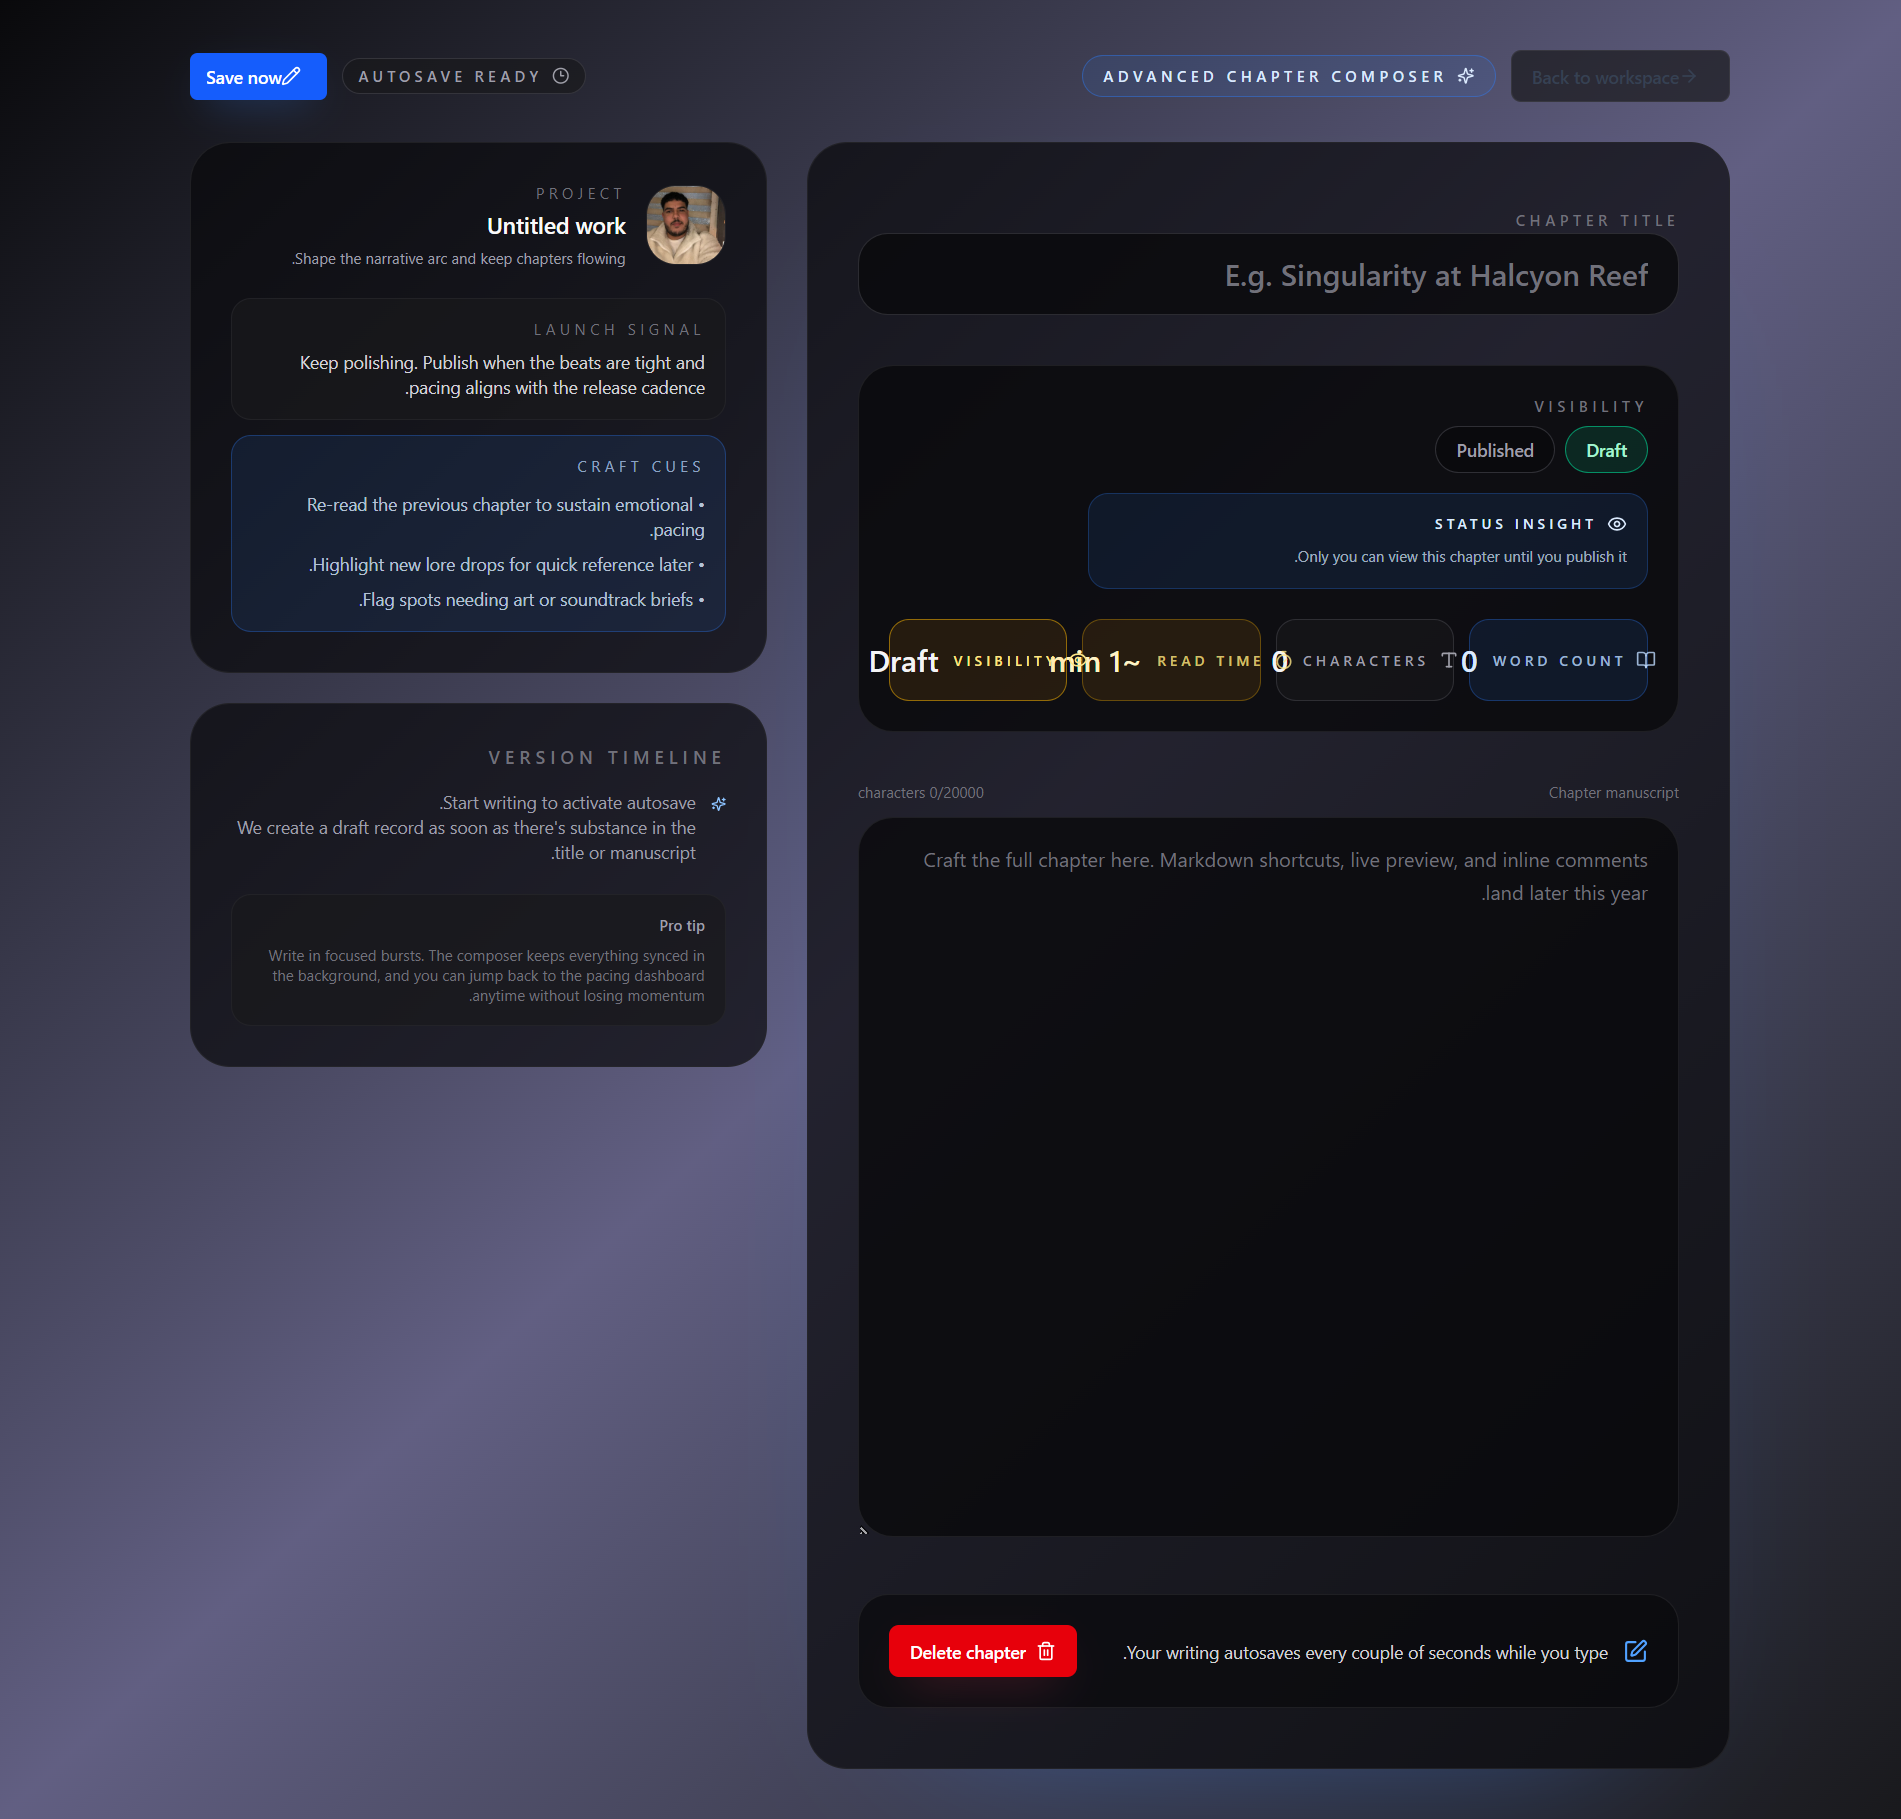 Save now
AUTOSAVE READY
ADVANCED CHAPTER COMPOSER
Back to workspace
PROJECT
Untitled work
.Shape the narrative arc and keep chapters flowing
LAUNCH SIGNAL
Keep polishing. Publish when the beats are tight and
.pacing aligns with the release cadence
CRAFT CUES
Re-read the previous chapter to sustain emotional •
.pacing
.Highlight new lore drops for quick reference later •
.Flag spots needing art or soundtrack briefs •
VERSION TIMELINE
.Start writing to activate autosave
We create a draft record as soon as there's substance in the
.title or manuscript
Pro tip
Write in focused bursts. The composer keeps everything synced in
the background, and you can jump back to the pacing dashboard
.anytime without losing momentum
CHAPTER TITLE
E.g. Singularity at Halcyon Reef
VISIBILITY
Published
Draft
STATUS INSIGHT
.Only you can view this chapter until you publish it
Draft VISIBILITY
min 1~ READ TIME
0 CHARACTERS
0 WORD COUNT
characters 0/20000
Chapter manuscript
Craft the full chapter here. Markdown shortcuts, live preview, and inline comments
.land later this year
Delete chapter
.Your writing autosaves every couple of seconds while you type